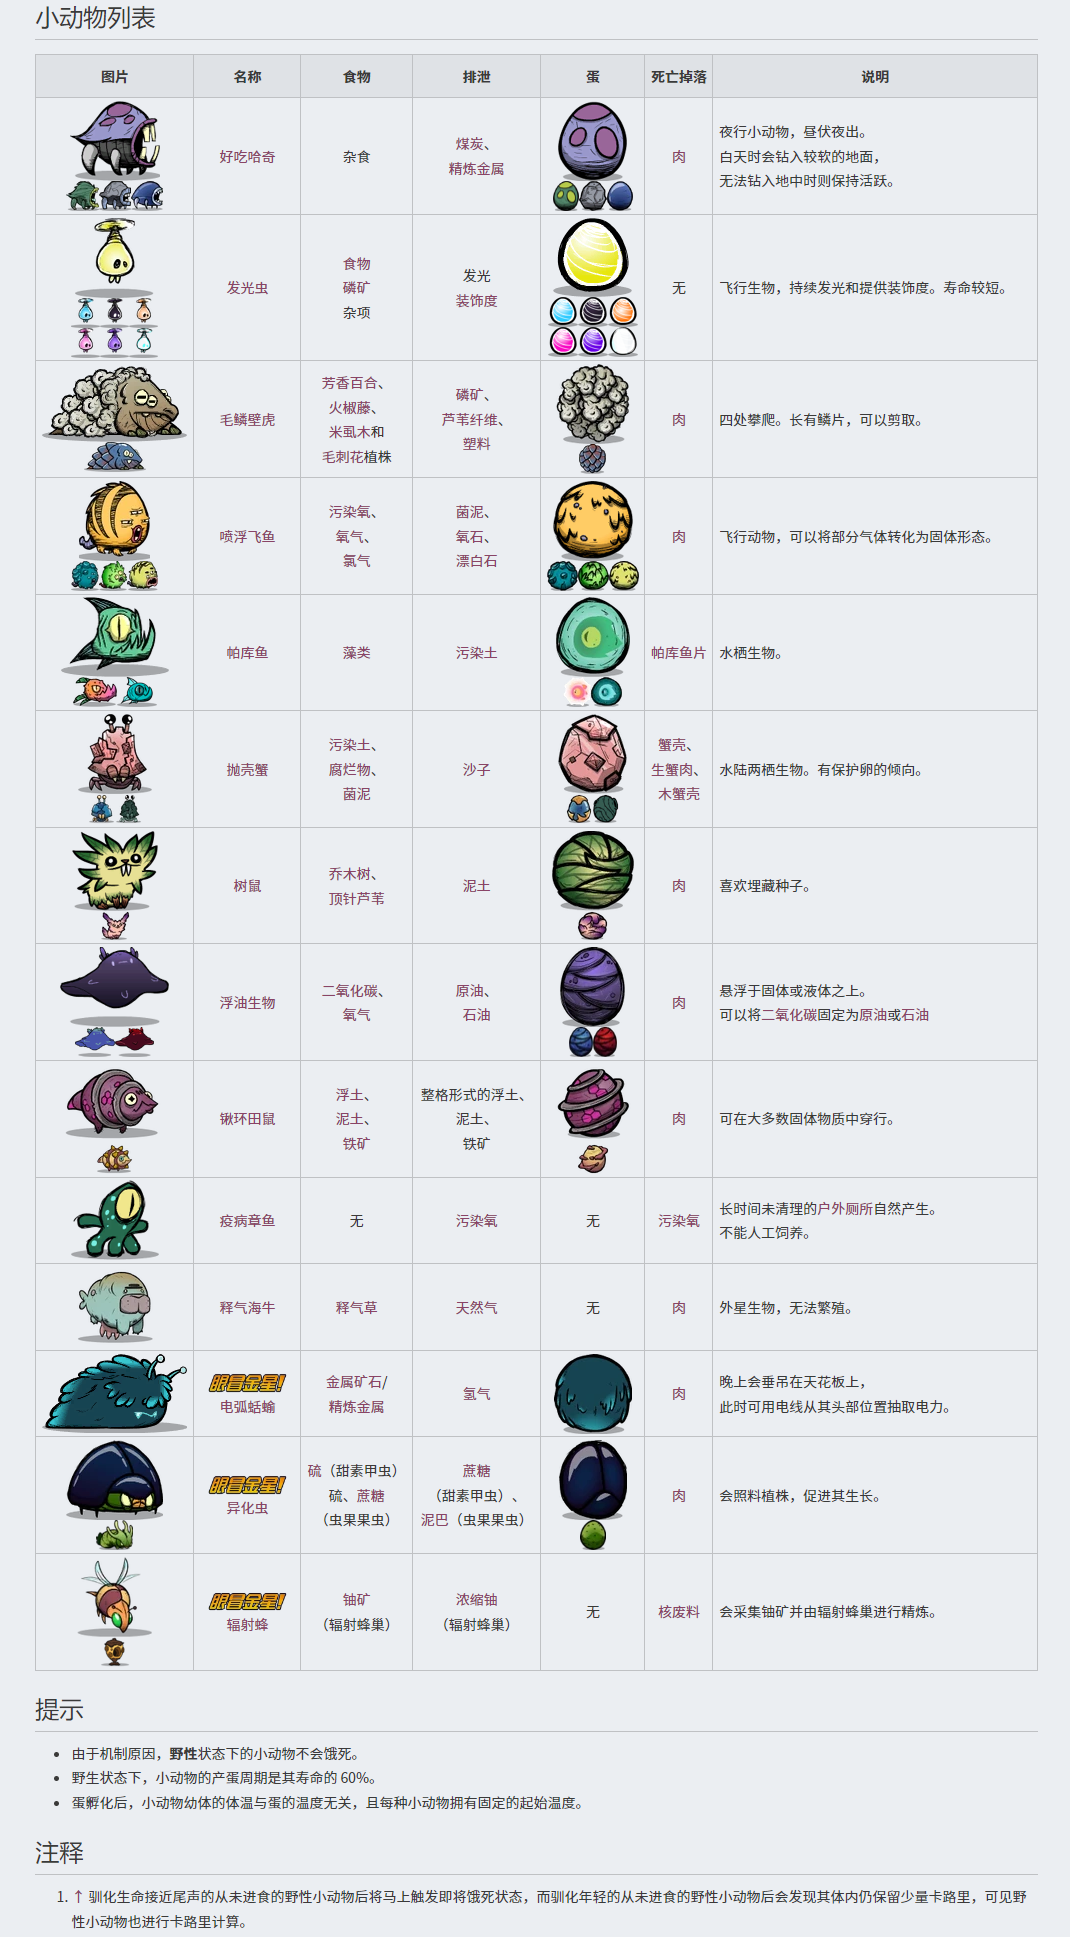 小动物列表
图片 名称 食物 排泄 蛋 死亡掉落 说明
好吃哈奇
杂食
煤炭、
精炼金属
肉
夜行小动物，昼伏夜出。
白天时会钻入较软的地面，
无法钻入地中时则保持活跃。
发光虫
食物
磷矿
杂项
发光
装饰度
无
飞行生物，持续发光和提供装饰度。寿命较短。
毛鳞壁虎
芳香百合、
火椒藤、
米虱木和
毛刺花植株
磷矿、
芦苇纤维、
塑料
肉
四处攀爬。长有鳞片，可以剪取。
喷浮飞鱼
污染氧、
氧气、
氯气
菌泥、
氧石、
漂白石
肉
飞行动物，可以将部分气体转化为固体形态。
帕库鱼
藻类
污染土
帕库鱼片
水栖生物。
抛壳蟹
污染土、
腐烂物、
菌泥
沙子
蟹壳、
生蟹肉、
木蟹壳
水陆两栖生物。有保护卵的倾向。
树鼠
乔木树、
顶针芦苇
泥土
肉
喜欢埋藏种子。
浮油生物
二氧化碳、
氧气
原油、
石油
肉
悬浮于固体或液体之上。
可以将二氧化碳固定为原油或石油
锹环田鼠
浮土、
泥土、
铁矿
整格形式的浮土、
泥土、
铁矿
肉
可在大多数固体物质中穿行。
疫病章鱼
无
污染氧
无
污染氧
长时间未清理的户外厕所自然产生。
不能人工饲养。
释气海牛
释气草
天然气
无
肉
外星生物，无法繁殖。
眼冒金星!
电弧蛞蝓
金属矿石/
精炼金属
氢气
肉
晚上会垂吊在天花板上，
此时可用电线从其头部位置抽取电力。
眼冒金星!
异化虫
硫（甜素甲虫）
硫、蔗糖
（虫果果虫）
蔗糖
（甜素甲虫）、
泥巴（虫果果虫）
肉
会照料植株，促进其生长。
眼冒金星!
辐射蜂
铀矿
（辐射蜂巢）
浓缩铀
（辐射蜂巢）
无
核废料
会采集铀矿并由辐射蜂巢进行精炼。
提示
• 由于机制原因，野性状态下的小动物不会饿死。
• 野生状态下，小动物的产蛋周期是其寿命的 60%。
• 蛋孵化后，小动物幼体的体温与蛋的温度无关，且每种小动物拥有固定的起始温度。
注释
1. ↑ 驯化生命接近尾声的从未进食的野性小动物后将马上触发即将饿死状态，而驯化年轻的从未进食的野性小动物后会发现其体内仍保留少量卡路里，可见野
性小动物也进行卡路里计算。